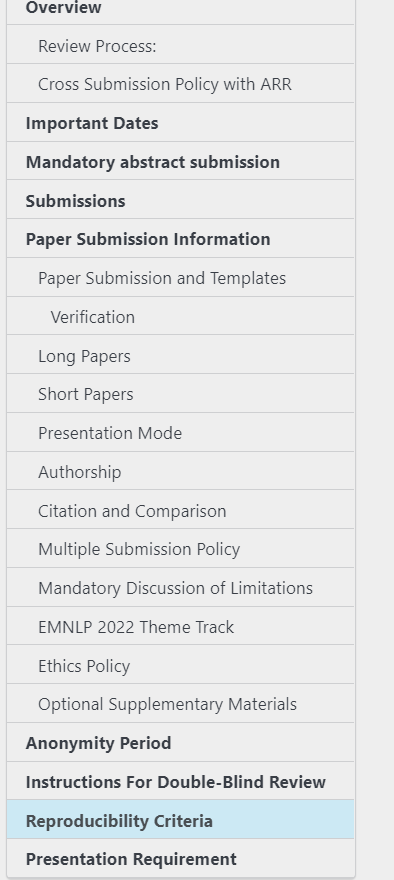 Overview
Review Process:
Cross Submission Policy with ARR
Important Dates
Mandatory abstract submission
Submissions
Paper Submission Information
Paper Submission and Templates
Verification
Long Papers
Short Papers
Presentation Mode
Authorship
Citation and Comparison
Multiple Submission Policy
Mandatory Discussion of Limitations
EMNLP 2022 Theme Track
Ethics Policy
Optional Supplementary Materials
Anonymity Period
Instructions For Double-Blind Review
Reproducibility Criteria
Presentation Requirement